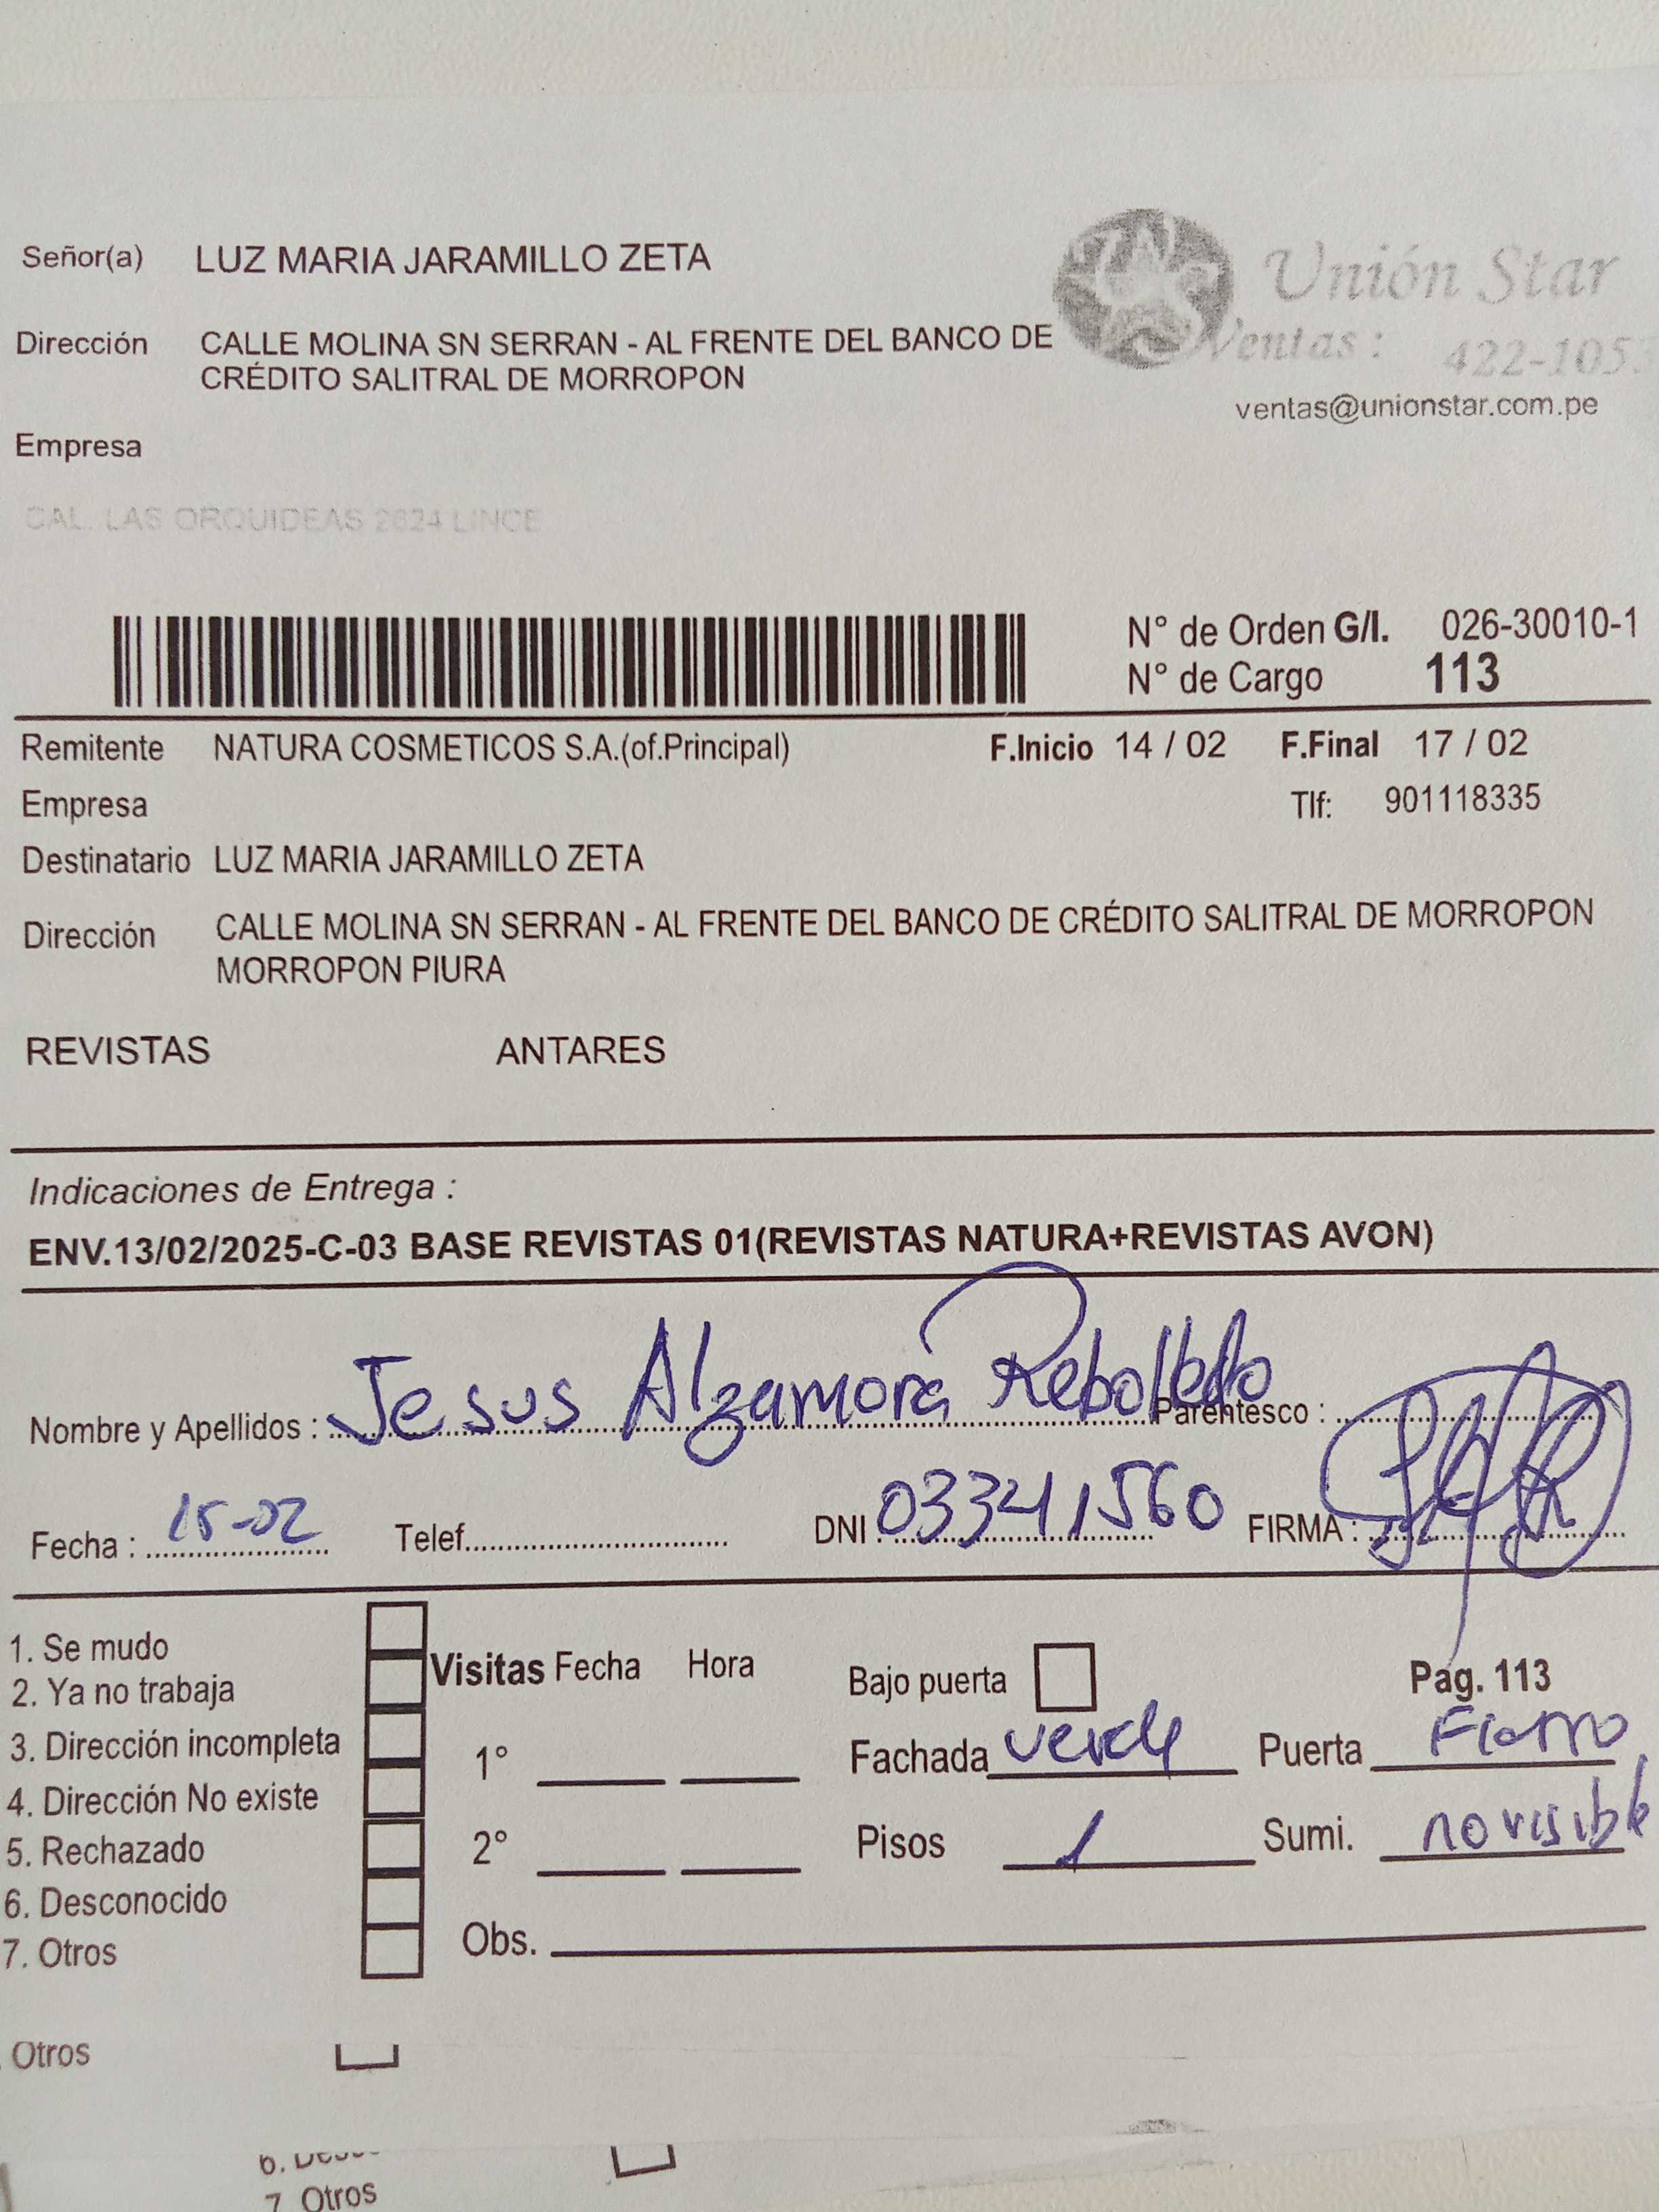 Señor(a) LUZ MARIA JARAMILLO ZETA
Unión Star
Dirección CALLE MOLINA SN SERRAN - AL FRENTE DEL BANCO DE
CRÉDITO SALITRAL DE MORROPON
Ventas : 422-105
ventas@unionstar.com.pe
Empresa
CAL. LAS ORQUIDEAS 2624 LINCE
N° de Orden G/I. 026-30010-1
N° de Cargo 113
Remitente NATURA COSMETICOS S.A.(of.Principal) F.Inicio 14 / 02 F.Final 17 / 02
Empresa Tlf: 901118335
Destinatario LUZ MARIA JARAMILLO ZETA
Dirección CALLE MOLINA SN SERRAN - AL FRENTE DEL BANCO DE CRÉDITO SALITRAL DE MORROPON
MORROPON PIURA
REVISTAS ANTARES
Indicaciones de Entrega :
ENV.13/02/2025-C-03 BASE REVISTAS 01(REVISTAS NATURA+REVISTAS AVON)
Nombre y Apellidos : Jesus Alzamora Rebolledo Parentesco :
Fecha : 15-02 Telef. DNI : 03341560 FIRMA :
1. Se mudo
2. Ya no trabaja
3. Dirección incompleta
4. Dirección No existe
5. Rechazado
6. Desconocido
7. Otros
Visitas Fecha Hora
1°
2°
Obs.
Bajo puerta Pag. 113
Fachada verde Puerta Fierro
Pisos 1 Sumi. no visible
Otros
7. Otros